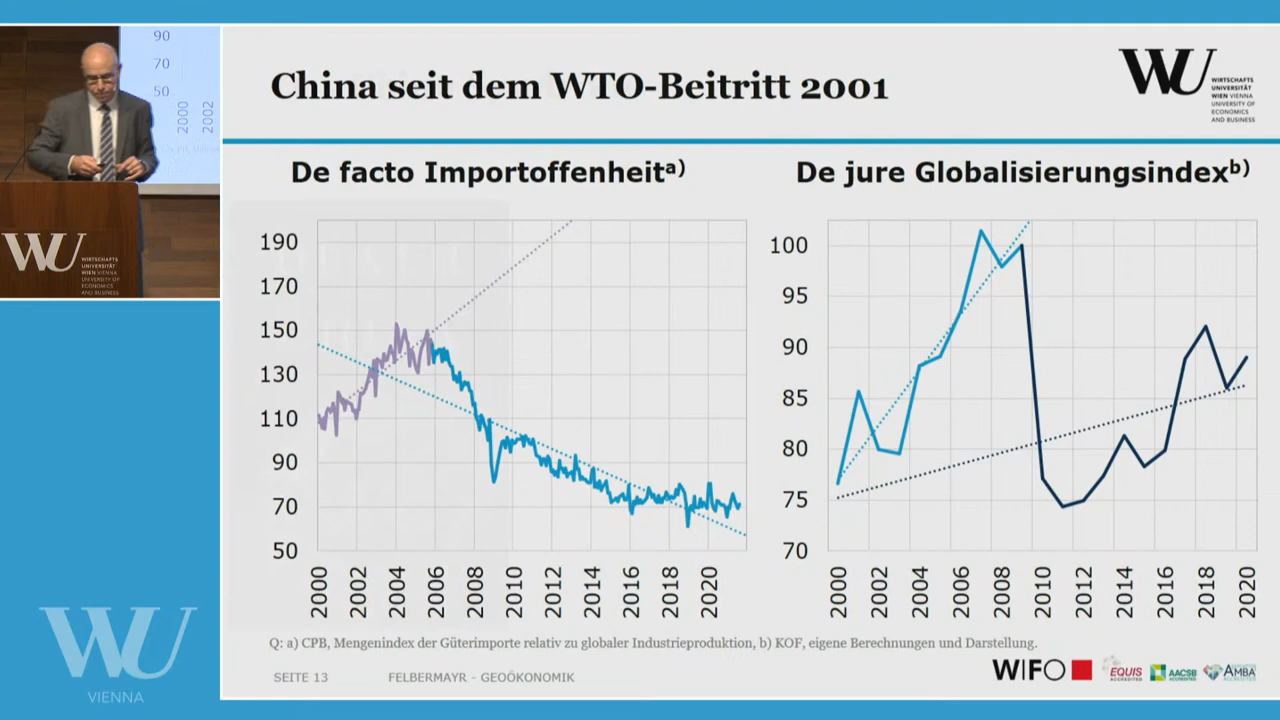 China seit dem WTO-Beitritt 2001
WU
WIRTSCHAFTS
UNIVERSITÄT
WIEN VIENNA
UNIVERSITY OF
ECONOMICS
AND BUSINESS
De facto Importoffenheita)
190
170
150
130
110
90
70
50
2000 2002 2004 2006 2008 2010 2012 2014 2016 2018 2020
De jure Globalisierungsindexb)
100
95
90
85
80
75
70
2000 2002 2004 2006 2008 2010 2012 2014 2016 2018 2020
Q: a) CPB, Mengenindex der Güterimporte relativ zu globaler Industrieproduktion, b) KOF, eigene Berechnungen und Darstellung.
SEITE 13 FELBERMAYR - GEOÖKONOMIK
WIFO
EQUIS
ACCREDITED
AACSB
ACCREDITED
AMBA
ACCREDITED
90
70
50
2000 2002
WU
WIRTSCHAFTS
UNIVERSITÄT
WIEN VIENNA
UNIVERSITY OF
ECONOMICS
AND BUSINESS
WU
VIENNA